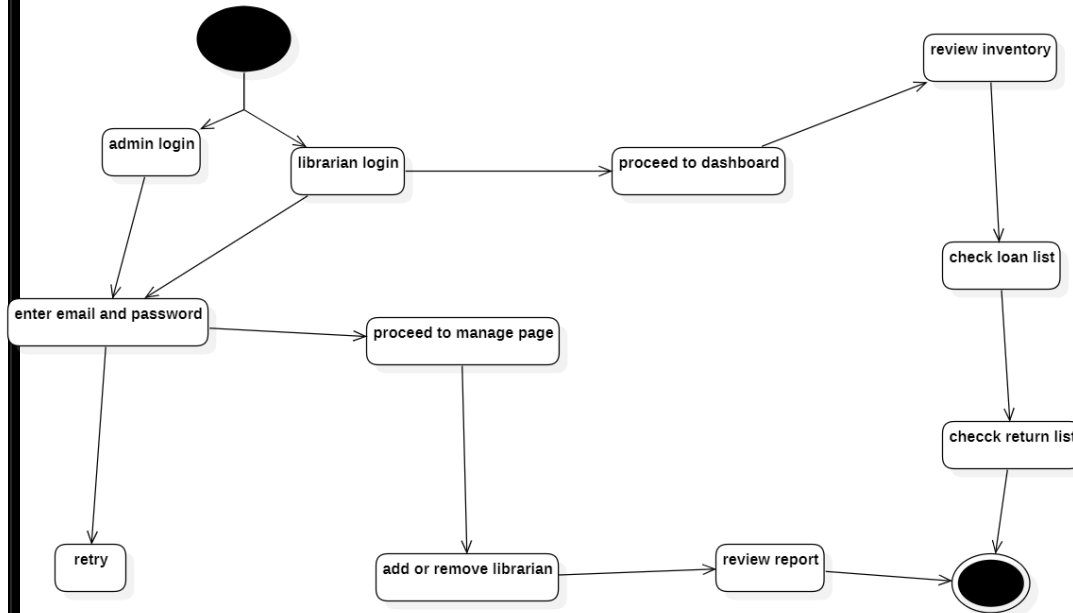 review inventory
admin login
librarian login
proceed to dashboard
check loan list
enter email and password
proceed to manage page
checck return list
retry
add or remove librarian
review report